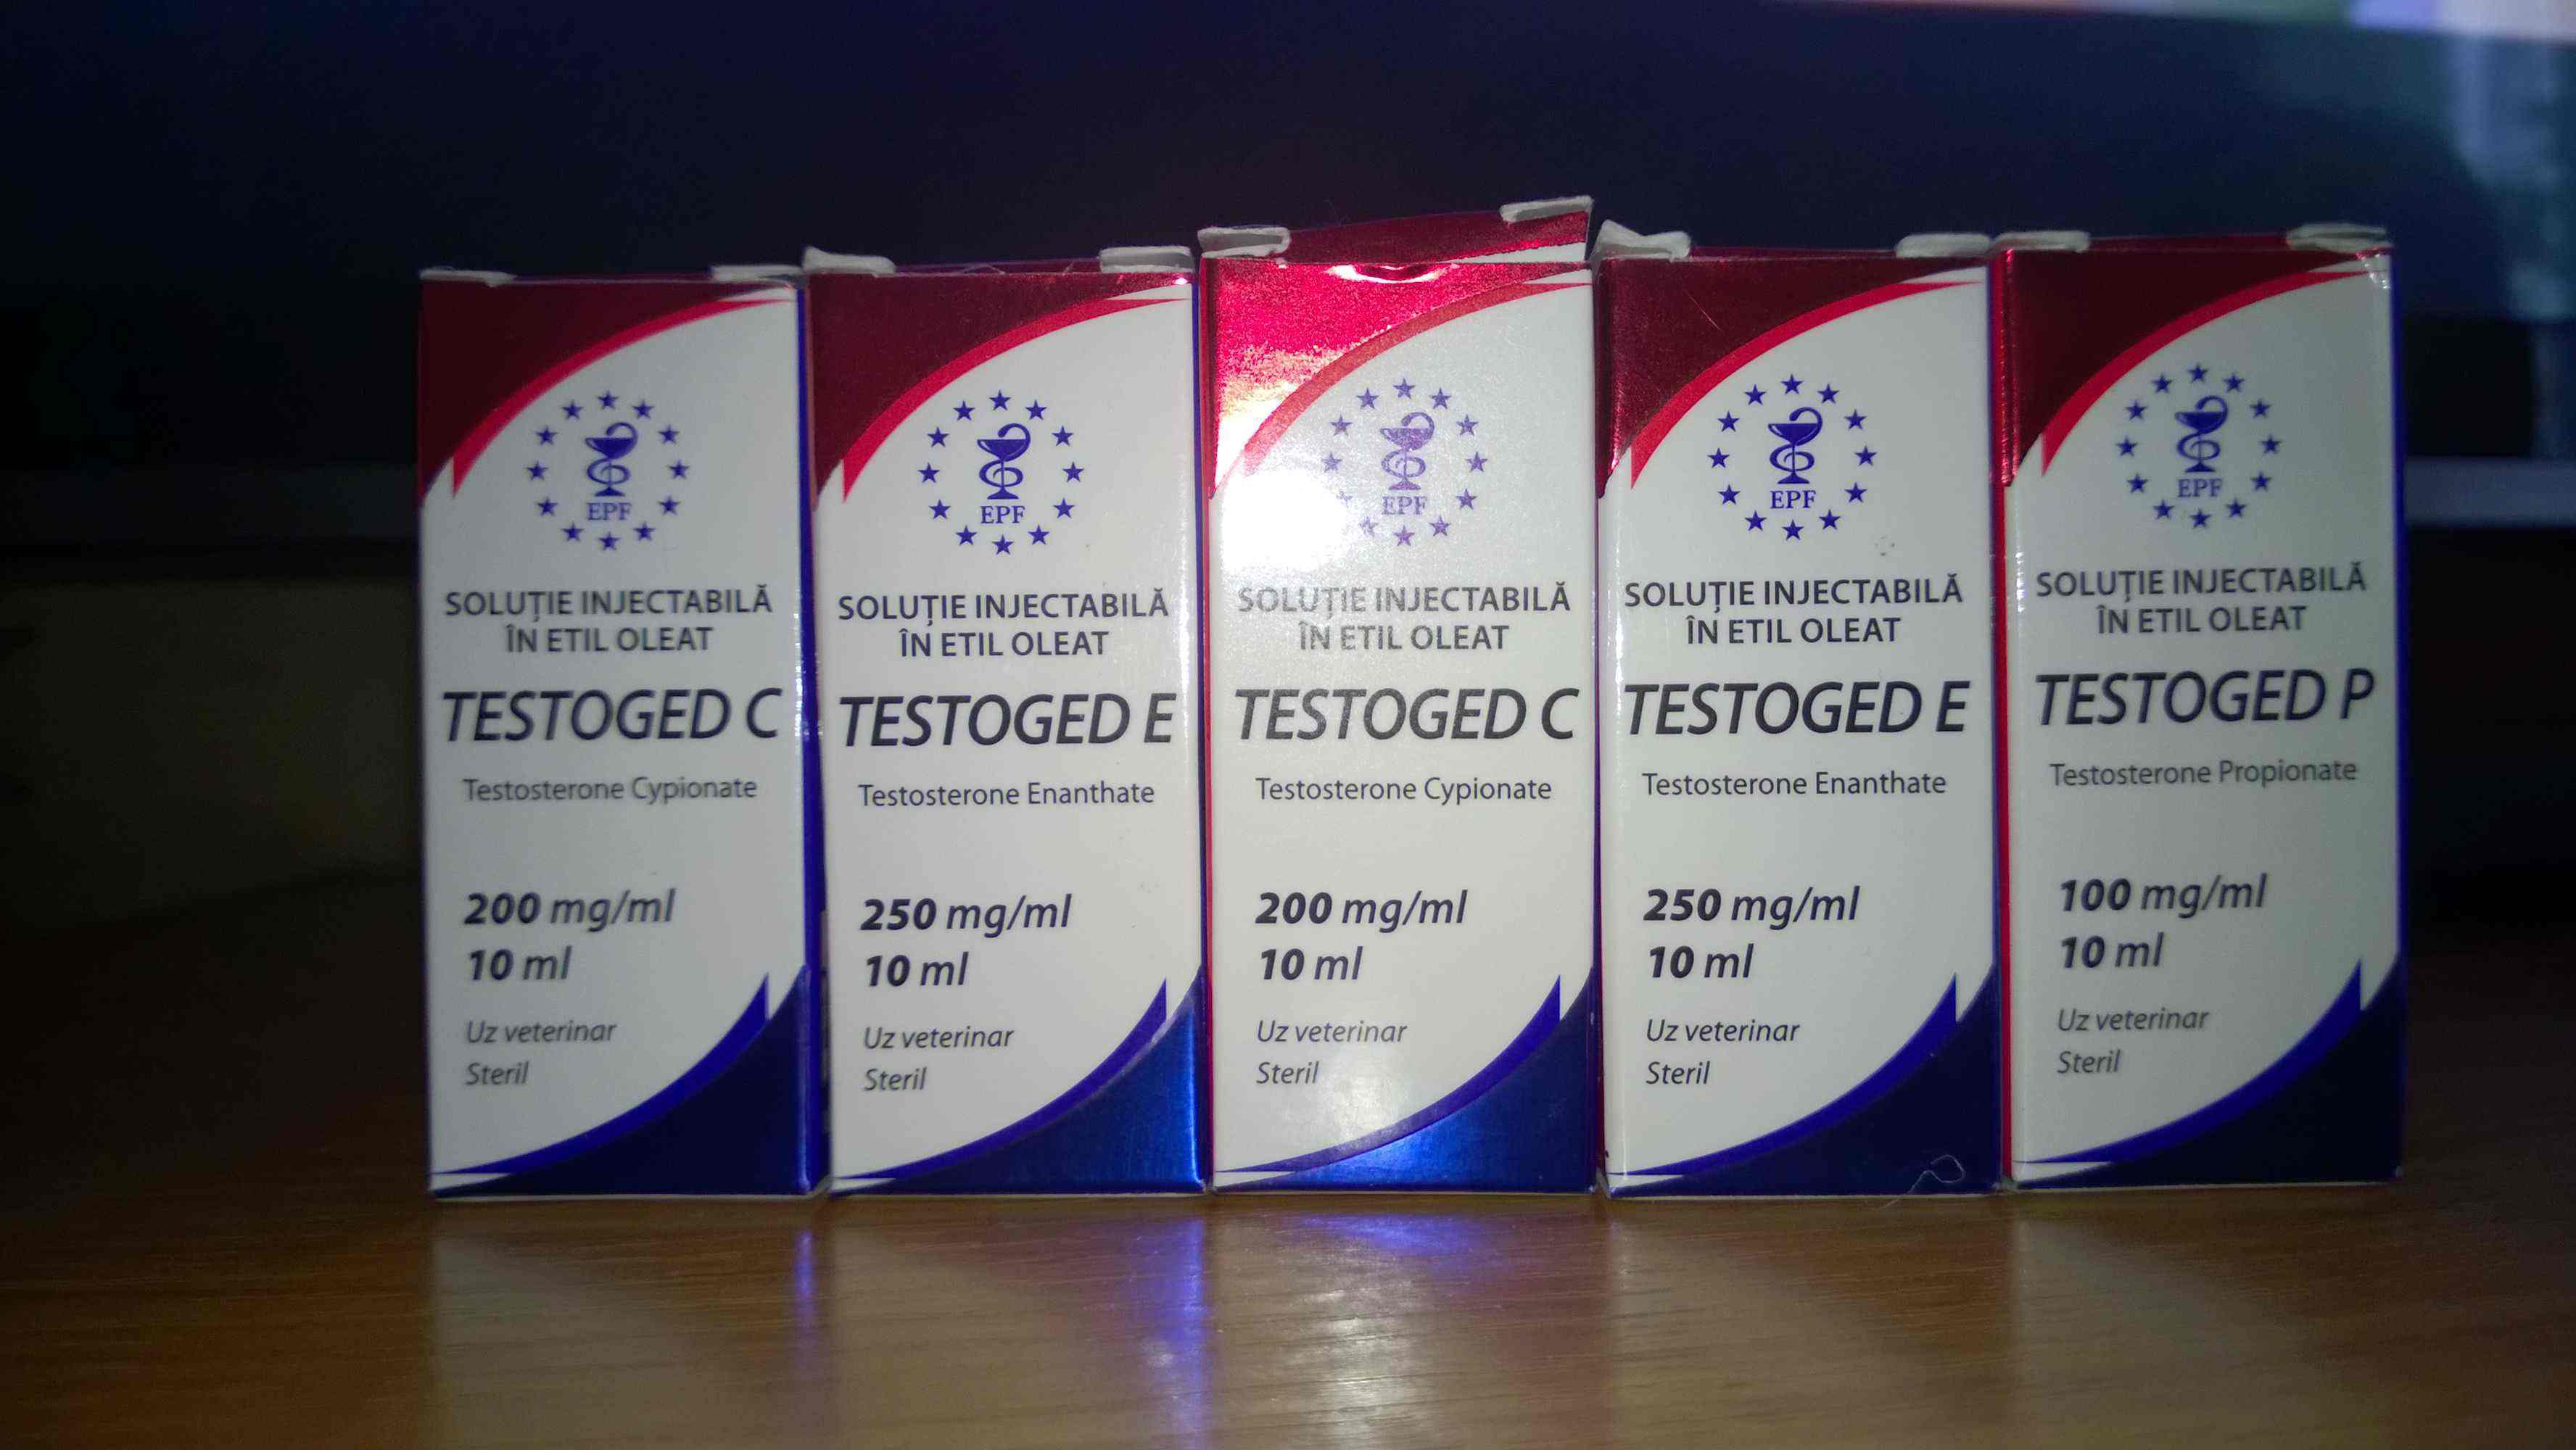 EPF
SOLUȚIE INJECTABILĂ
ÎN ETIL OLEAT
TESTOGED C
Testosterone Cypionate
200 mg/ml
10 ml
Uz veterinar
Steril
EPF
SOLUȚIE INJECTABILĂ
ÎN ETIL OLEAT
TESTOGED E
Testosterone Enanthate
250 mg/ml
10 ml
Uz veterinar
Steril
EPF
SOLUȚIE INJECTABILĂ
ÎN ETIL OLEAT
TESTOGED C
Testosterone Cypionate
200 mg/ml
10 ml
Uz veterinar
Steril
EPF
SOLUȚIE INJECTABILĂ
ÎN ETIL OLEAT
TESTOGED E
Testosterone Enanthate
250 mg/ml
10 ml
Uz veterinar
Steril
EPF
SOLUȚIE INJECTABILĂ
ÎN ETIL OLEAT
TESTOGED P
Testosterone Propionate
100 mg/ml
10 ml
Uz veterinar
Steril